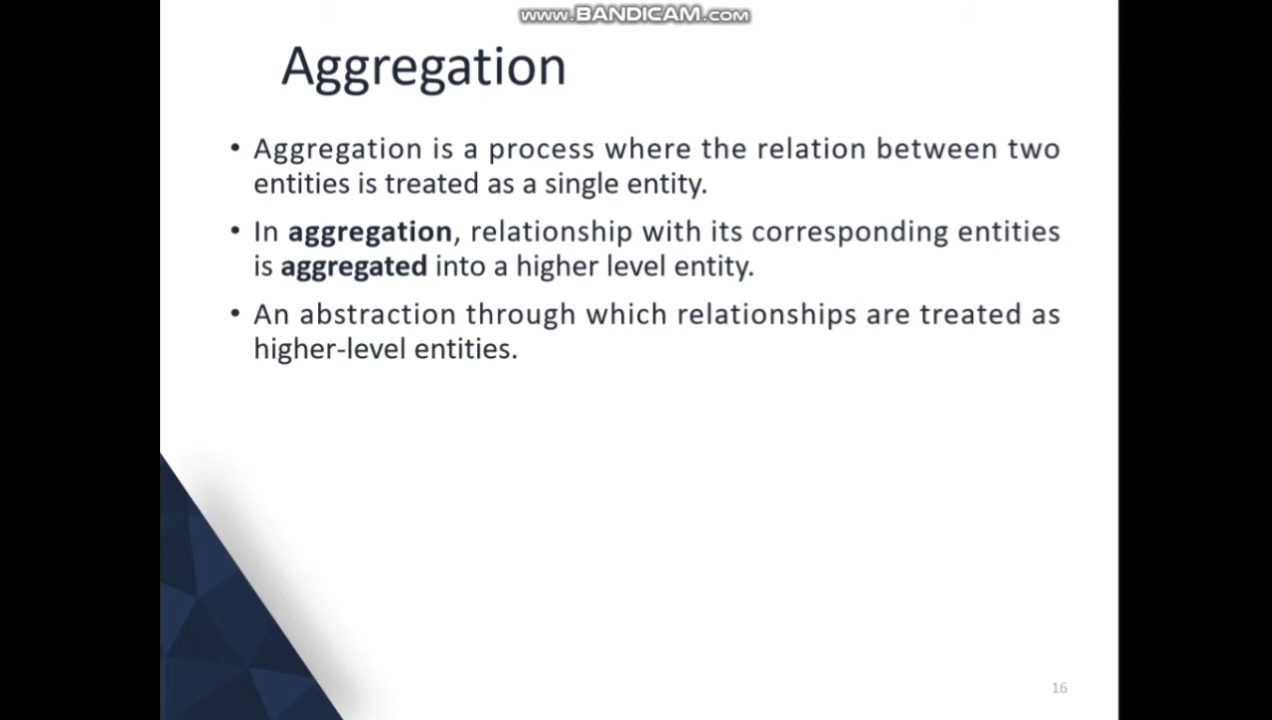 www.BANDICAM.com
Aggregation
• Aggregation is a process where the relation between two
entities is treated as a single entity.
• In aggregation, relationship with its corresponding entities
is aggregated into a higher level entity.
• An abstraction through which relationships are treated as
higher-level entities.
16